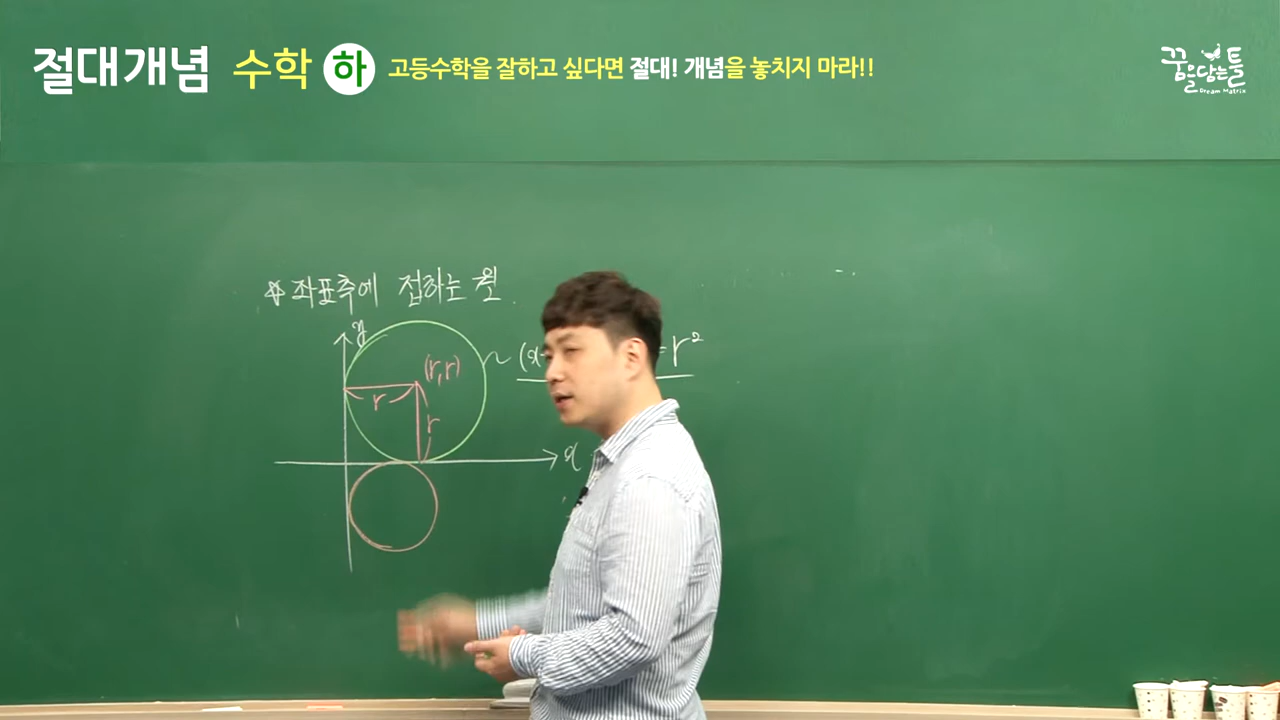 절대개념 수학 하 고등수학을 잘하고 싶다면 절대! 개념을 놓치지 마라!!
꿈을담는틀
Dream Matrix
좌표축에 접하는 원.
y
(r,r)
(x- =r²
r
r
x